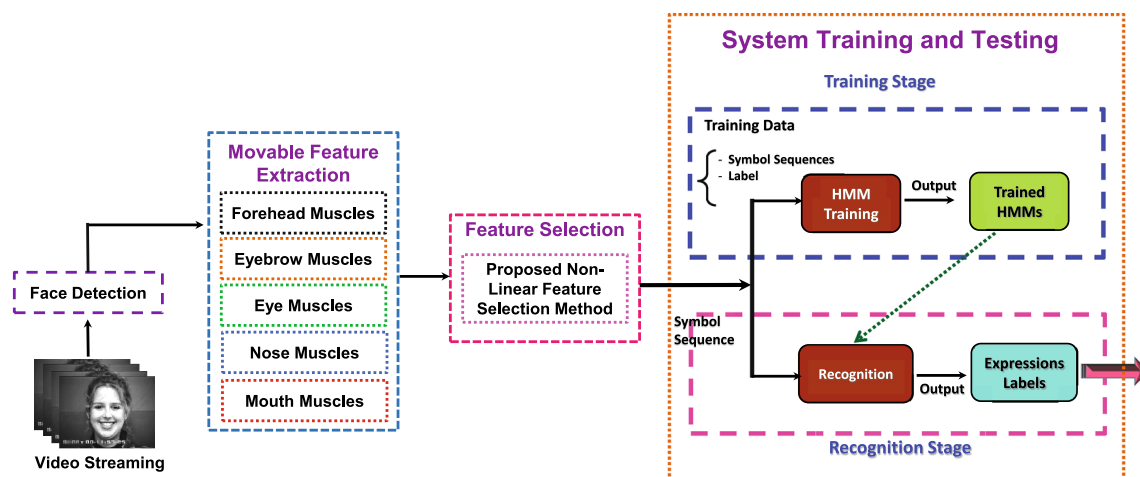 System Training and Testing
Training Stage
Training Data
- Symbol Sequences
- Label
HMM
Training
Output
Trained
HMMs
Movable Feature
Extraction
Forehead Muscles
Eyebrow Muscles
Eye Muscles
Nose Muscles
Mouth Muscles
Feature Selection
Proposed Non-
Linear Feature
Selection Method
Face Detection
Video Streaming
Symbol
Sequence
Recognition
Output
Expressions
Labels
Recognition Stage